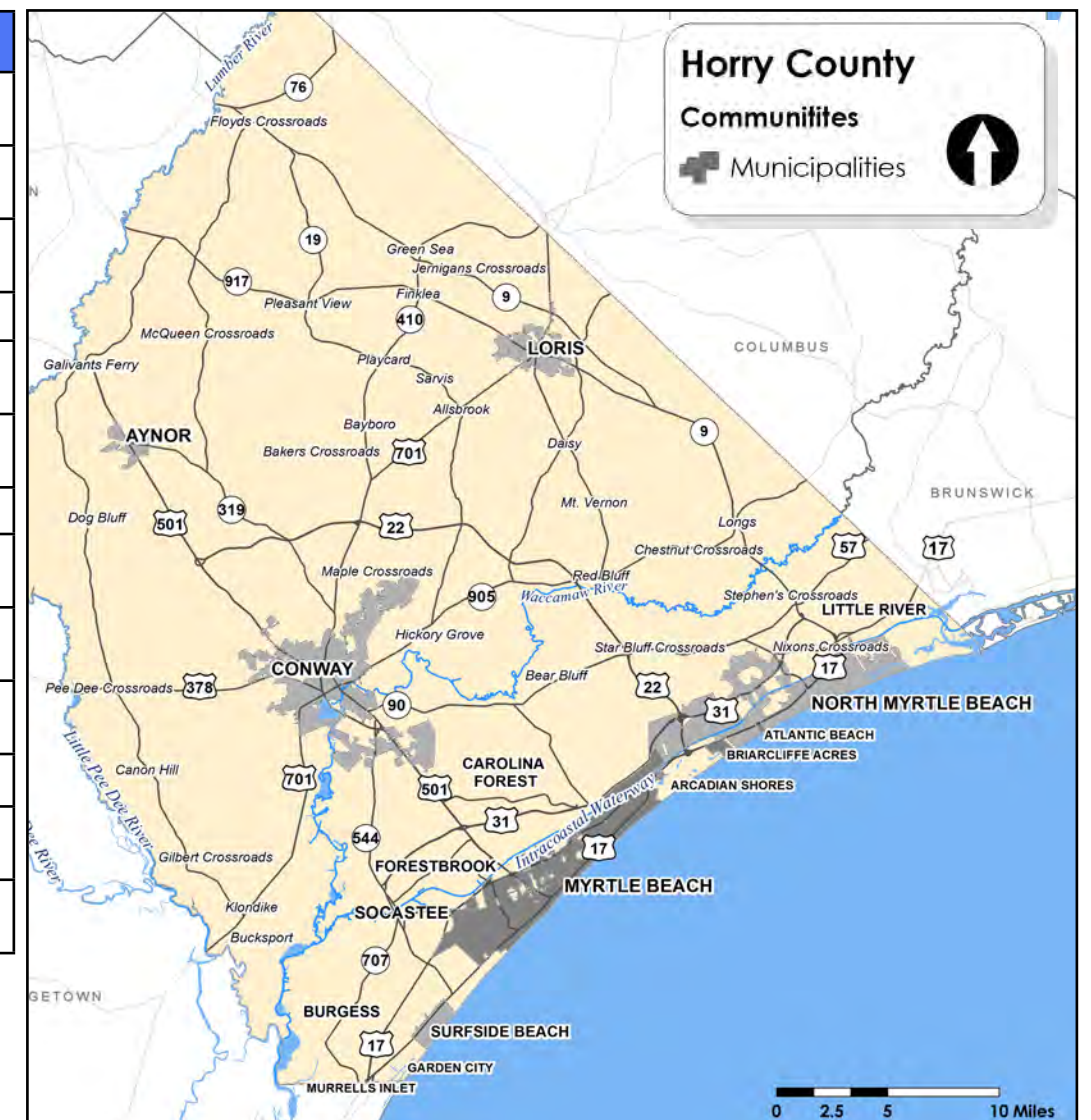 Horry County
Communitites
Municipalities
Lumber River
76
Floyds Crossroads
N
19
Green Sea
Jernigans Crossroads
917
Pleasant View
Finklea
9
410
McQueen Crossroads
LORIS
COLUMBUS
Galivants Ferry
Playcard
Sarvis
Allsbrook
Bayboro
AYNOR
Bakers Crossroads
701
Daisy
9
BRUNSWICK
Mt. Vernon
319
Dog Bluff
501
22
Longs
57
17
Chestnut Crossroads
Maple Crossroads
Red Bluff
Waccamaw River
905
Stephen's Crossroads
LITTLE RIVER
Hickory Grove
Star Bluff Crossroads
Nixons Crossroads
17
CONWAY
Bear Bluff
Pee Dee Crossroads
378
22
90
31
NORTH MYRTLE BEACH
ATLANTIC BEACH
BRIARCLIFFE ACRES
Little Pee Dee River
Canon Hill
701
CAROLINA
FOREST
501
ARCADIAN SHORES
Intracoastal Waterway
31
544
17
Dee River
Gilbert Crossroads
FORESTBROOK
MYRTLE BEACH
Klondike
SOCASTEE
Bucksport
707
GETOWN
BURGESS
SURFSIDE BEACH
17
GARDEN CITY
MURRELLS INLET
0 2.5 5 10 Miles